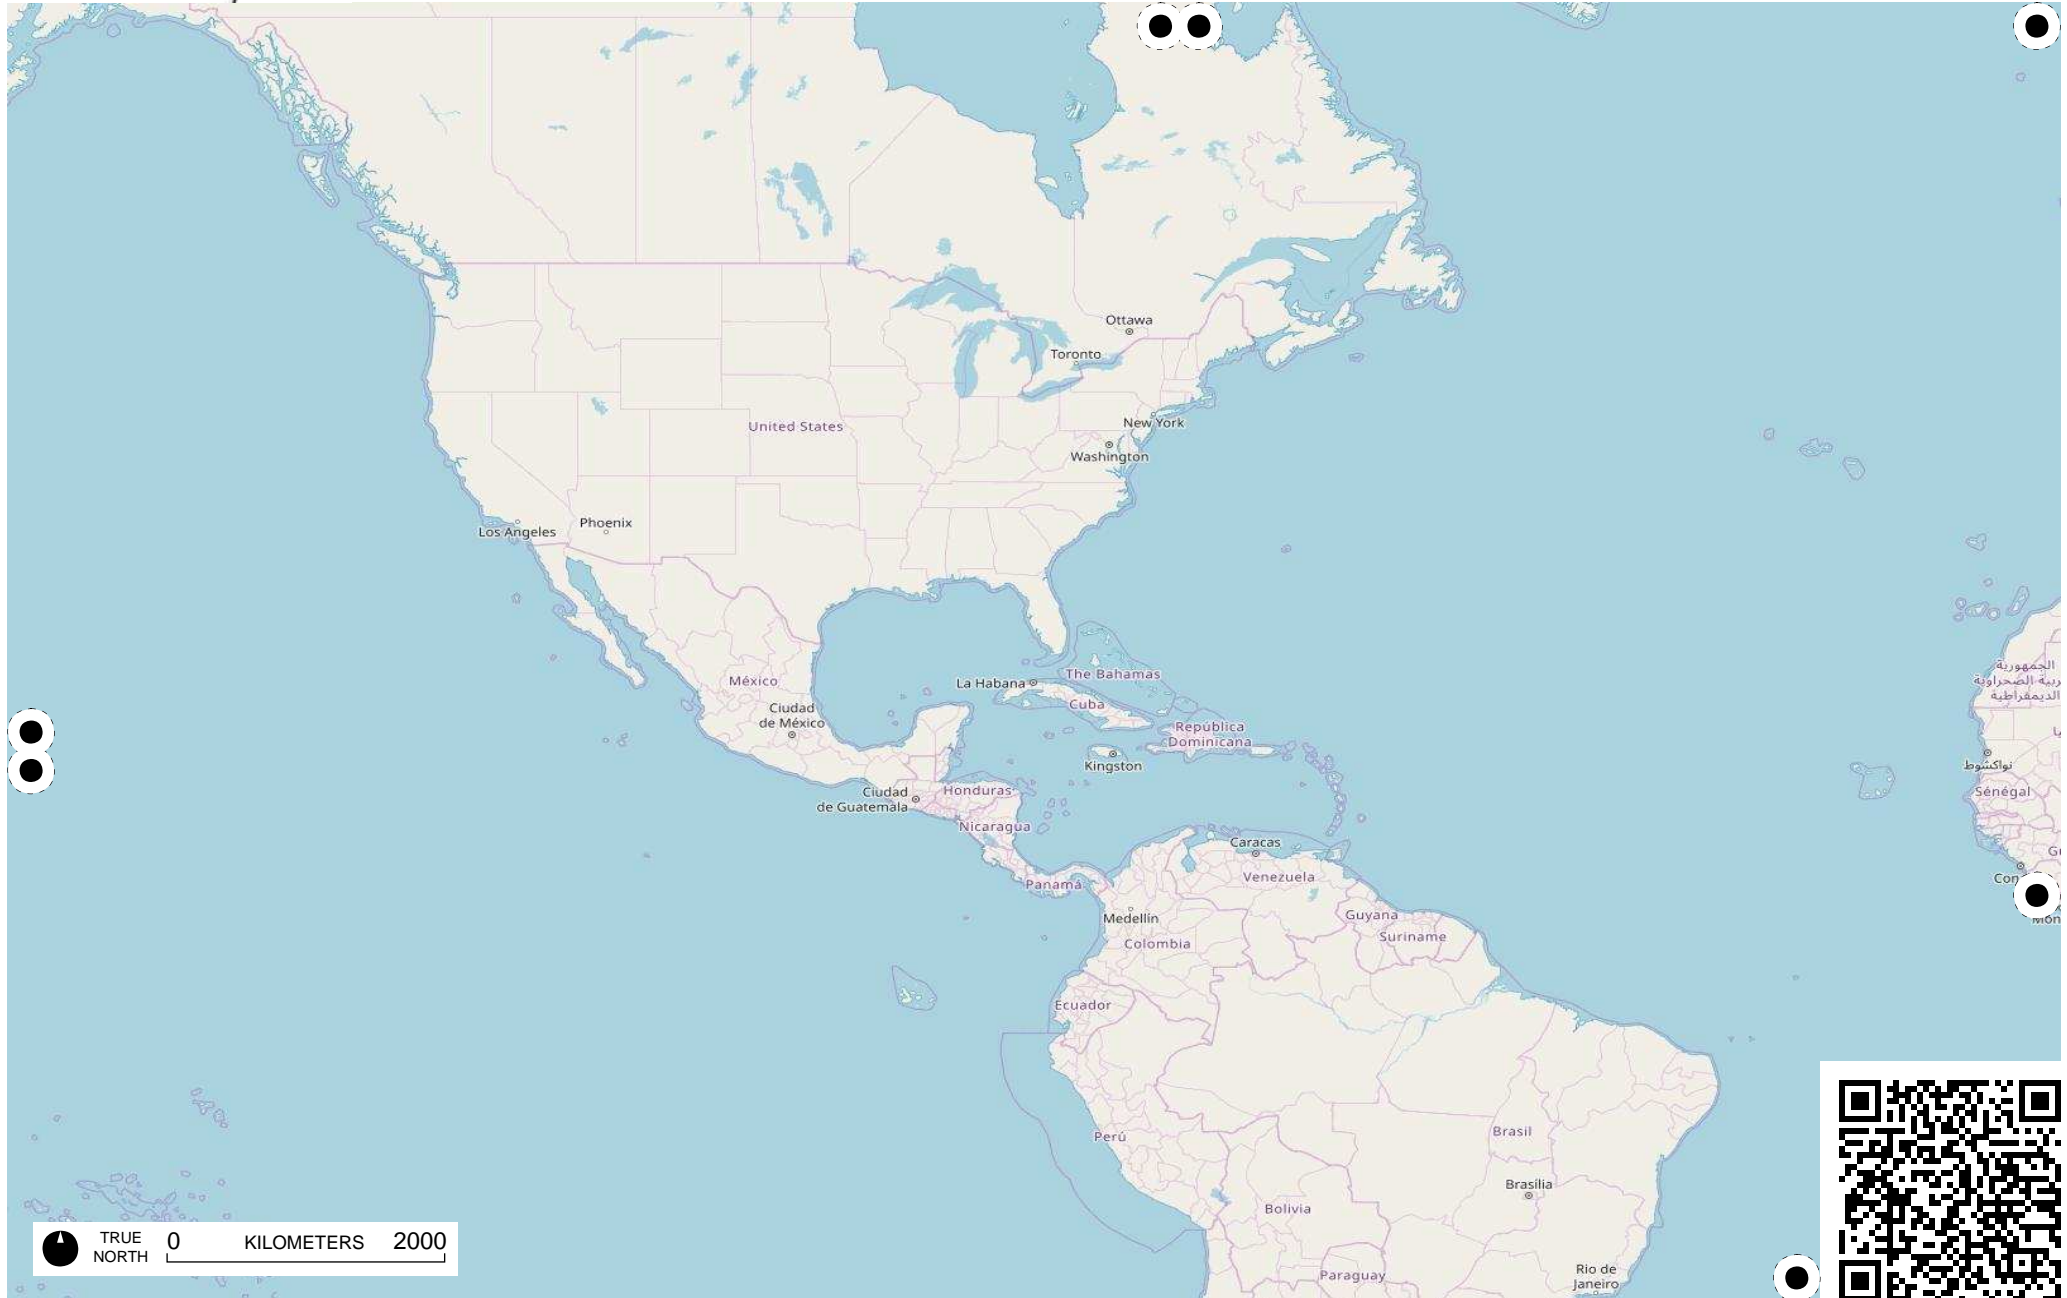 Ottawa
Toronto
New York
United States
Washington
Los Angeles
Phoenix
La Habana
The Bahamas
México
Cuba
Ciudad
de México
República
Dominicana
Kingston
Ciudad
de Guatemala
Honduras
Nicaragua
Panamá
Caracas
Venezuela
Medellín
Colombia
Guyana
Suriname
Ecuador
Perú
Brasil
Brasília
Bolivia
Paraguay
Rio de
Janeiro
الجمهورية
نواكشوط
Sénégal
TRUE
NORTH
0 KILOMETERS 2000